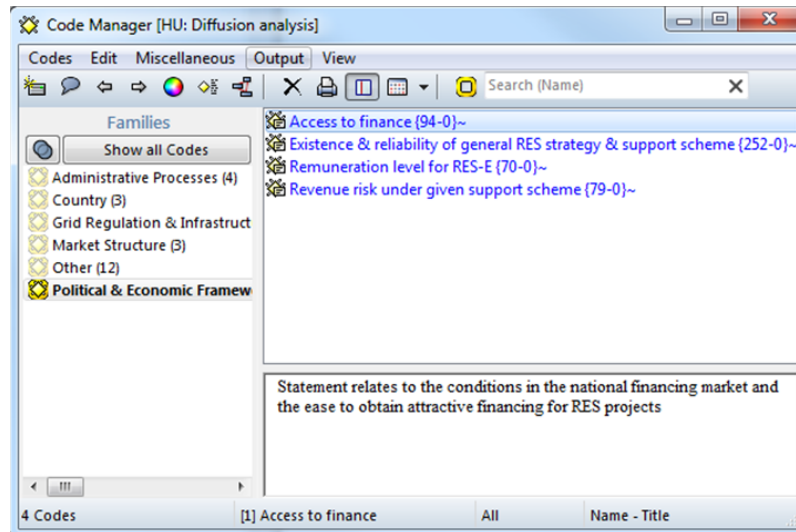 Code Manager [HU: Diffusion analysis]
Codes Edit Miscellaneous Output View
Search (Name)
Families
Show all Codes
Administrative Processes (4)
Country (3)
Grid Regulation & Infrastruct
Market Structure (3)
Other (12)
Political & Economic Framew
Access to finance {94-0}~
Existence & reliability of general RES strategy & support scheme {252-0}~
Remuneration level for RES-E {70-0}~
Revenue risk under given support scheme {79-0}~
Statement relates to the conditions in the national financing market and
the ease to obtain attractive financing for RES projects
4 Codes [1] Access to finance All Name - Title